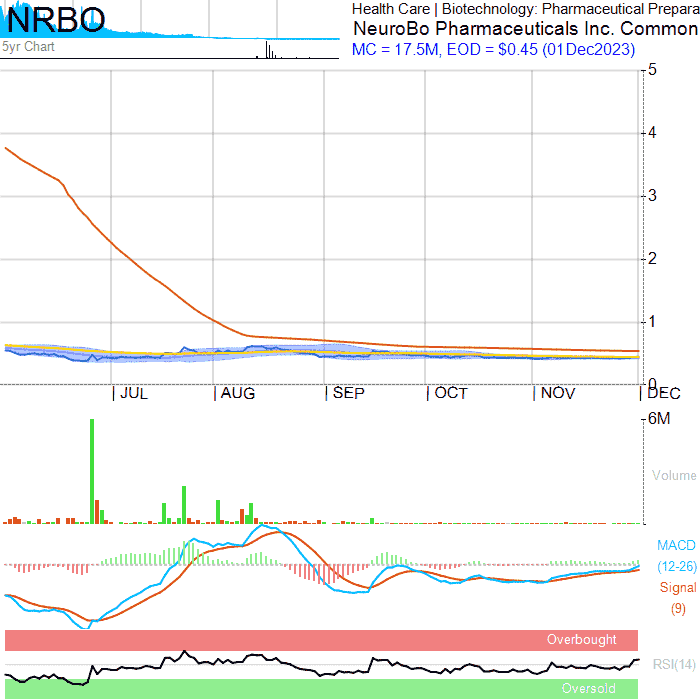 NRBO
5yr Chart
Health Care | Biotechnology: Pharmaceutical Prepara
NeuroBo Pharmaceuticals Inc. Common
MC = 17.5M, EOD = $0.45 (01Dec2023)
5
4
3
2
1
0
JUL AUG SEP OCT NOV DEC
6M
Volume
MACD
(12-26)
Signal
(9)
Overbought
RSI(14)
Oversold